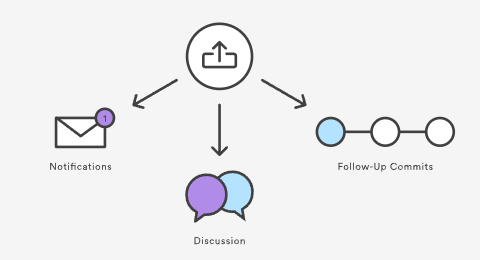 1
Notifications
Follow-Up Commits
Discussion